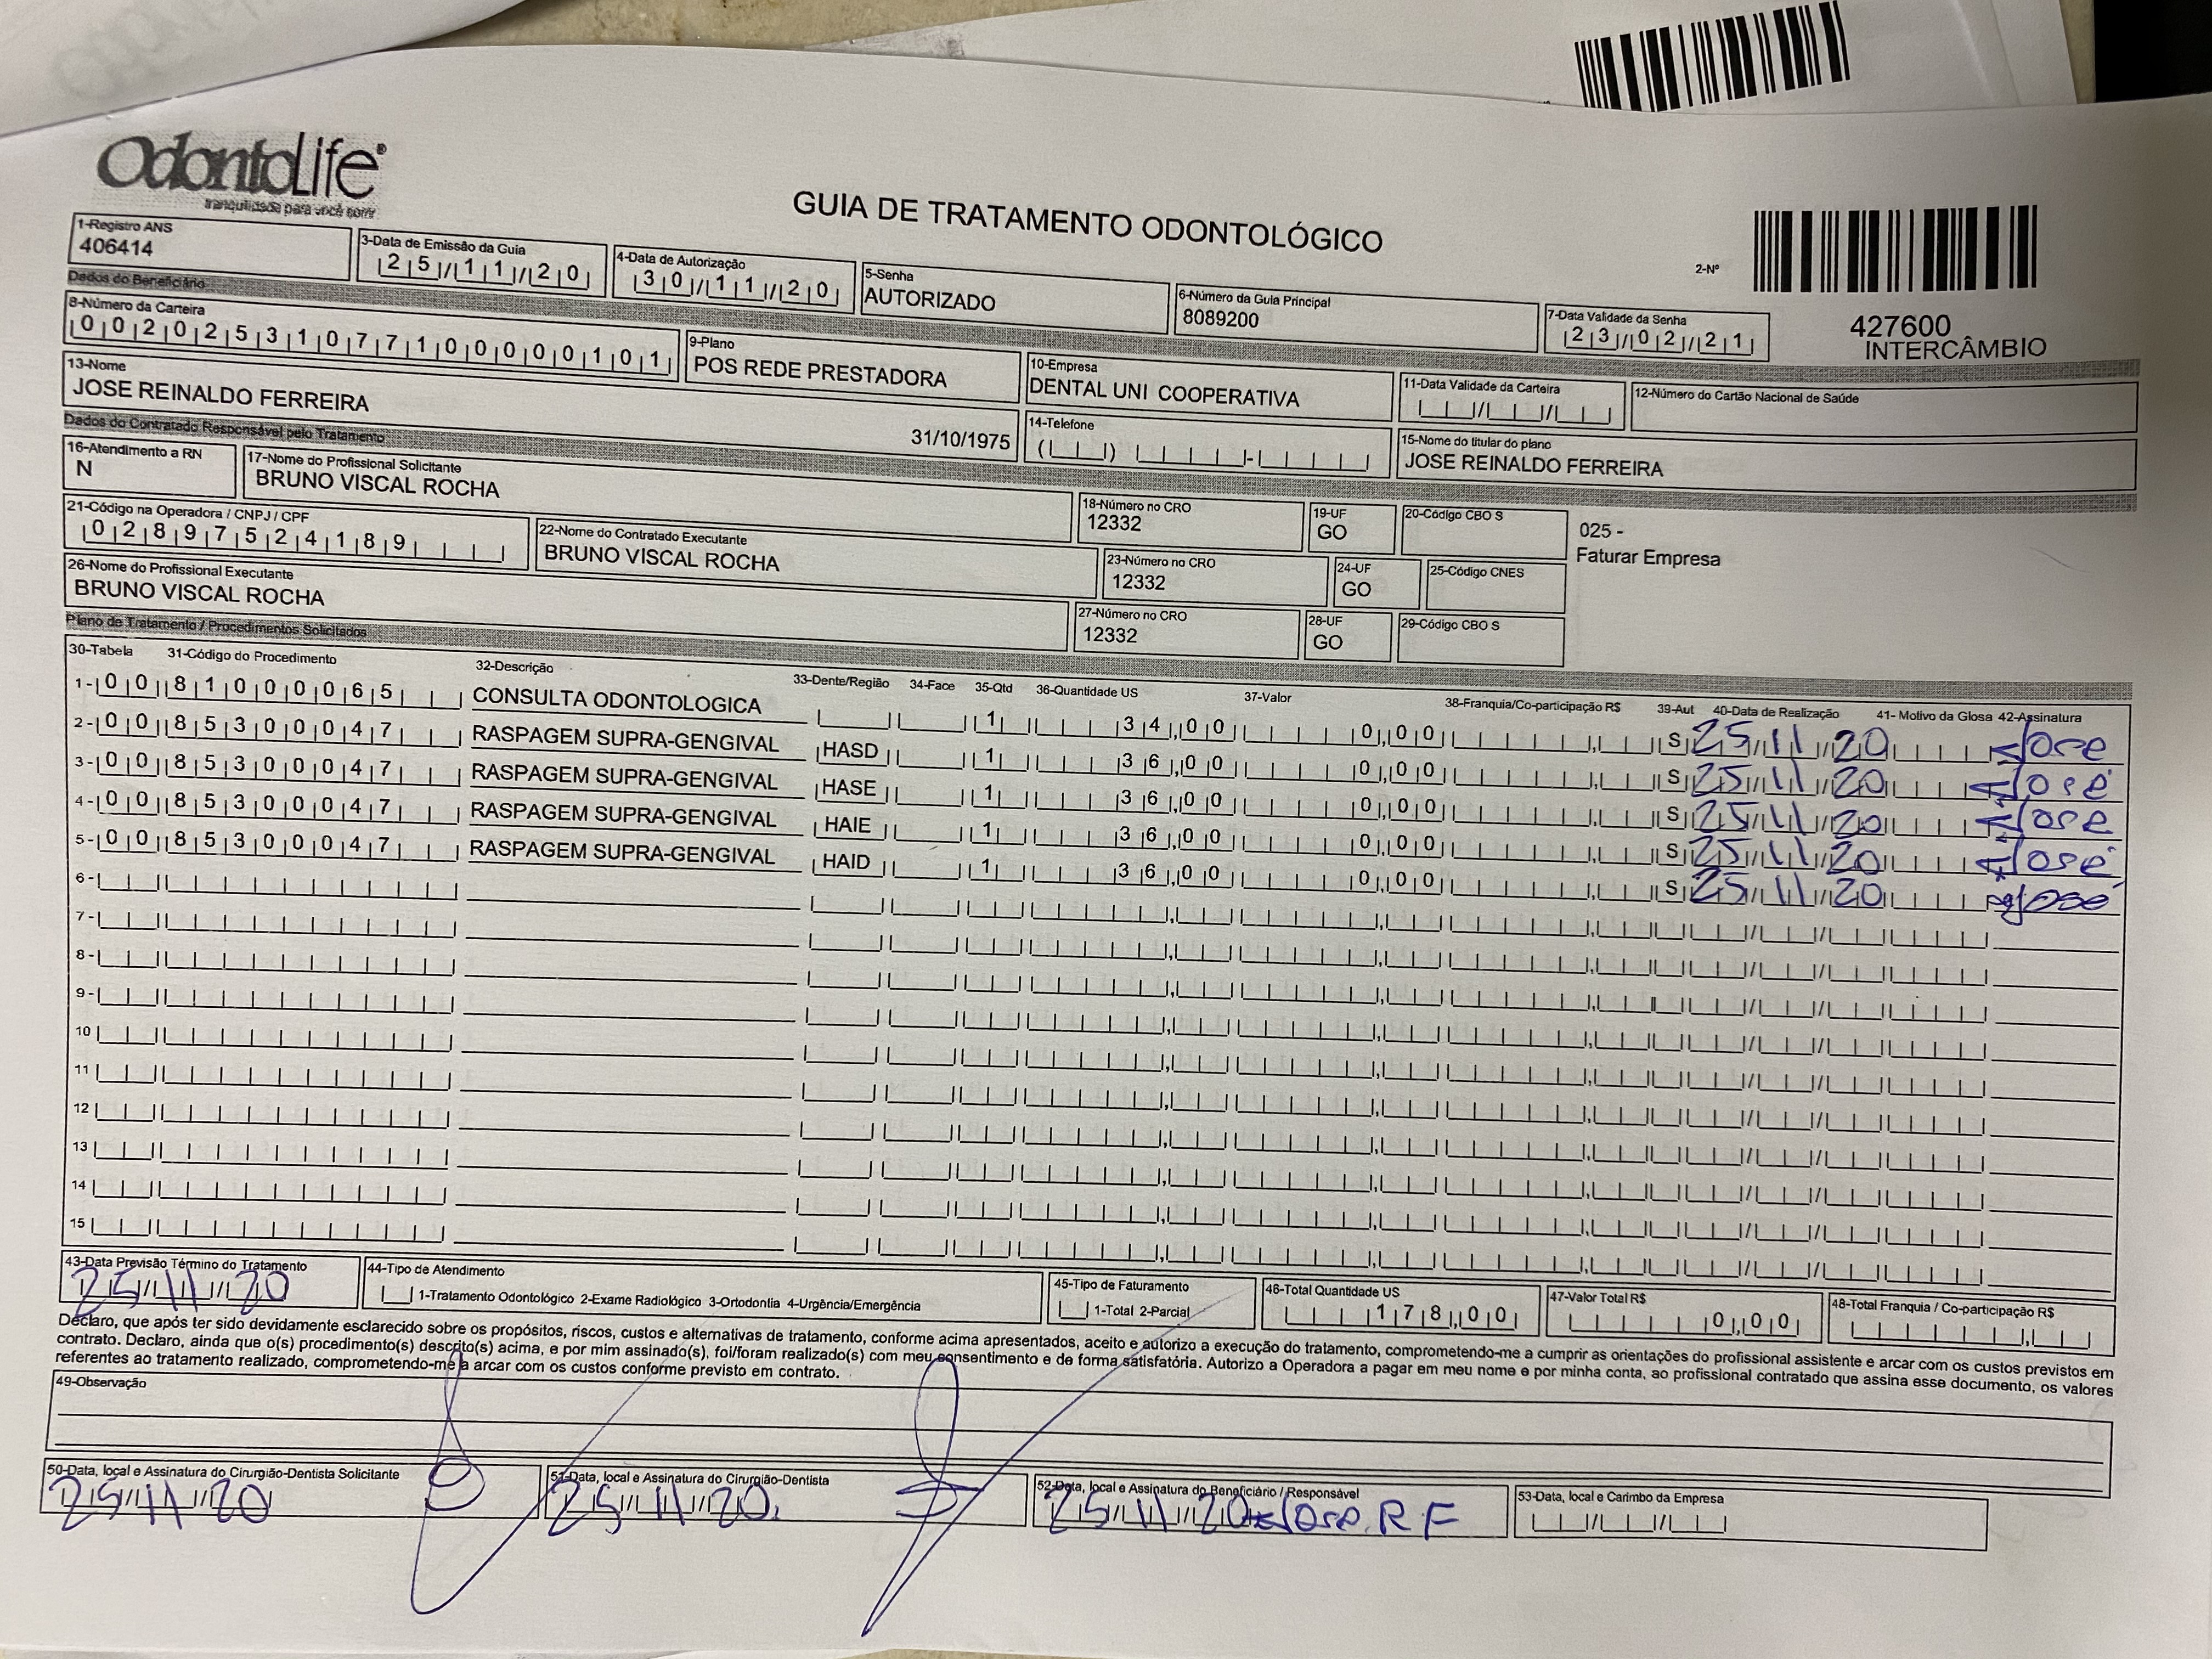 OdontoLife®
tranquilidade para você sorrir
GUIA DE TRATAMENTO ODONTOLÓGICO
2-Nº
427600
INTERCÂMBIO
1-Registro ANS
406414
3-Data de Emissão da Guia
25/11/20
4-Data de Autorização
30/11/20
5-Senha
AUTORIZADO
6-Número da Guia Principal
8089200
7-Data Validade da Senha
23/02/21
Dados do Beneficiário
8-Número da Carteira
00202531077100000101
9-Plano
POS REDE PRESTADORA
10-Empresa
DENTAL UNI COOPERATIVA
11-Data Validade da Carteira
12-Número do Cartão Nacional de Saúde
13-Nome
JOSE REINALDO FERREIRA
31/10/1975
14-Telefone
15-Nome do titular do plano
JOSE REINALDO FERREIRA
Dados do Contratado Responsável pelo Tratamento
16-Atendimento a RN
N
17-Nome do Profissional Solicitante
BRUNO VISCAL ROCHA
18-Número no CRO
12332
19-UF
GO
20-Código CBO S
025 -
Faturar Empresa
21-Código na Operadora / CNPJ / CPF
02897524189
22-Nome do Contratado Executante
BRUNO VISCAL ROCHA
23-Número no CRO
12332
24-UF
GO
25-Código CNES
26-Nome do Profissional Executante
BRUNO VISCAL ROCHA
27-Número no CRO
12332
28-UF
GO
29-Código CBO S
Plano de Tratamento / Procedimentos Solicitados
30-Tabela 31-Código do Procedimento 32-Descrição 33-Dente/Região 34-Face 35-Qtd 36-Quantidade US 37-Valor 38-Franquia/Co-participação R$ 39-Aut 40-Data de Realização 41- Motivo da Glosa 42-Assinatura
1- 00 81000065 CONSULTA ODONTOLOGICA 1 34,00 0,00 S 25/11/20 Jose
2- 00 85300047 RASPAGEM SUPRA-GENGIVAL HASD 1 36,00 0,00 S 25/11/20 José
3- 00 85300047 RASPAGEM SUPRA-GENGIVAL HASE 1 36,00 0,00 S 25/11/20 Jose
4- 00 85300047 RASPAGEM SUPRA-GENGIVAL HAIE 1 36,00 0,00 S 25/11/20 José
5- 00 85300047 RASPAGEM SUPRA-GENGIVAL HAID 1 36,00 0,00 S 25/11/20 José
6-
7-
8-
9-
10
11
12
13
14
15
43-Data Previsão Término do Tratamento
25/11/20
44-Tipo de Atendimento
1-Tratamento Odontológico 2-Exame Radiológico 3-Ortodontia 4-Urgência/Emergência
45-Tipo de Faturamento
1-Total 2-Parcial
46-Total Quantidade US
178,00
47-Valor Total R$
0,00
48-Total Franquia / Co-participação R$
Declaro, que após ter sido devidamente esclarecido sobre os propósitos, riscos, custos e alternativas de tratamento, conforme acima apresentados, aceito e autorizo a execução do tratamento, comprometendo-me a cumprir as orientações do profissional assistente e arcar com os custos previstos em
contrato. Declaro, ainda que o(s) procedimento(s) descrito(s) acima, e por mim assinado(s), foi/foram realizado(s) com meu consentimento e de forma satisfatória. Autorizo a Operadora a pagar em meu nome e por minha conta, ao profissional contratado que assina esse documento, os valores
referentes ao tratamento realizado, comprometendo-me a arcar com os custos conforme previsto em contrato.
49-Observação
50-Data, local e Assinatura do Cirurgião-Dentista Solicitante
25/11/20
51-Data, local e Assinatura do Cirurgião-Dentista
25/11/20
52-Data, local e Assinatura do Beneficiário / Responsável
25/11/20 Jose R F
53-Data, local e Carimbo da Empresa